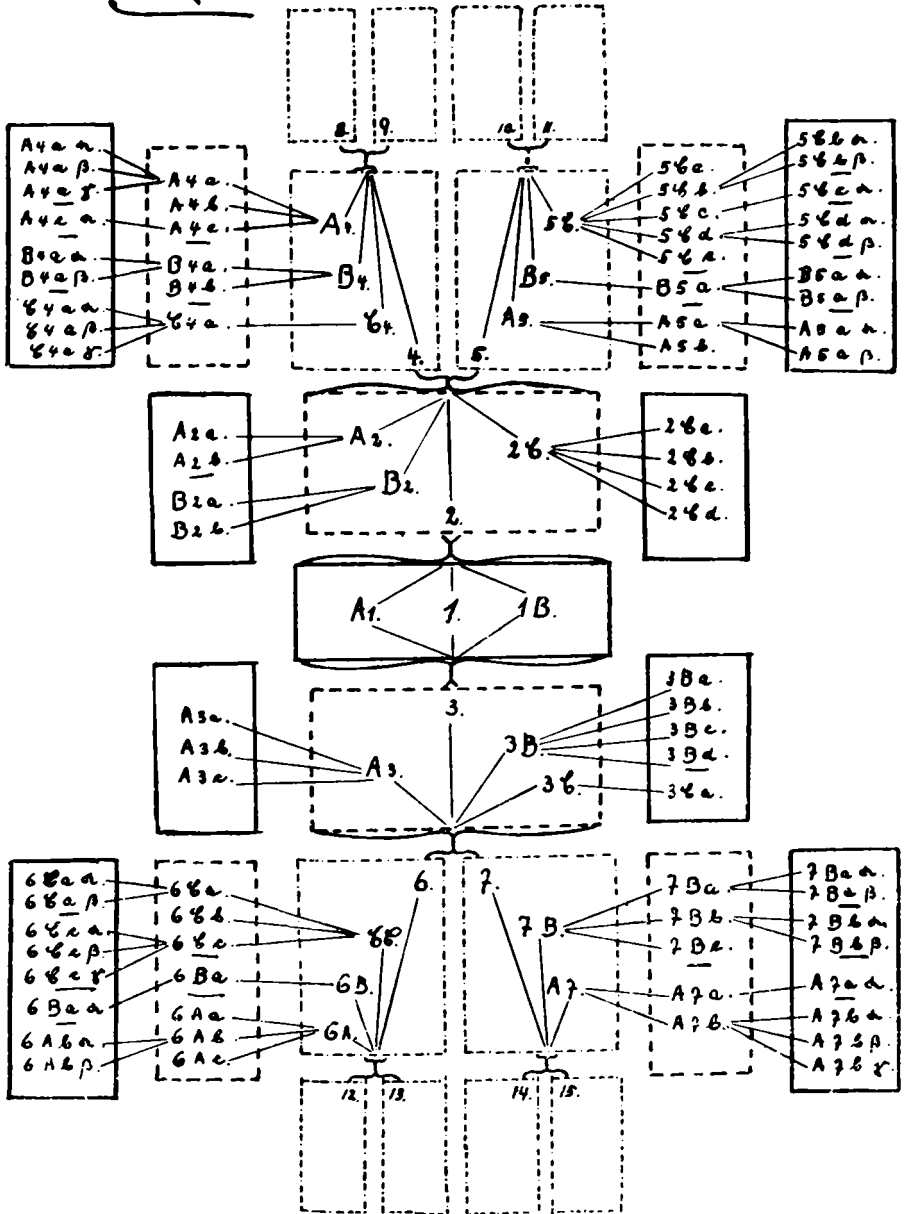 8. 9. 10. 11.
A4a α
A4a β.
A4a γ
A4c α
B4a α
B4a β.
C4a α
C4a β
C4a γ.
A4a.
A4b.
A4c.
B4a.
B4b.
C4a.
A4.
B4.
C4.
4.
5C.
B5.
A5.
5.
5Ca.
5Cb.
5Cc.
5Cd.
5Ce.
B5a.
A5a.
A5b.
5Cb α.
5Cb β.
5Cc α.
5Cd α
5Cd β
B5a α
B5a β.
A5a α.
A5a β.
A2a.
A2b.
B2a.
B2b.
A2.
B2.
2.
2C.
2Ca.
2Cb.
2Cc.
2Cd.
A1. 1. 1B.
A3a.
A3b.
A3c.
3.
A3.
3B.
3C.
3Ba.
3Bb.
3Bc.
3Bd.
3Ca.
6Ca α
6Ca β
6Cc α
6Cc β
6Cc γ
6Ba α
6Ab α
6Ab β
6Ca
6Cb
6Cc
6Ba
6Aa
6Ab
6Ac
6.
6C.
6B.
6A.
7.
7B.
A7.
7Ba.
7Bb.
7Bc.
A7a.
A7b.
7Ba α
7Ba β.
7Bb α
7Bb β.
A7a α.
A7b α
A7b β.
A7b γ
12. 13. 14. 15.